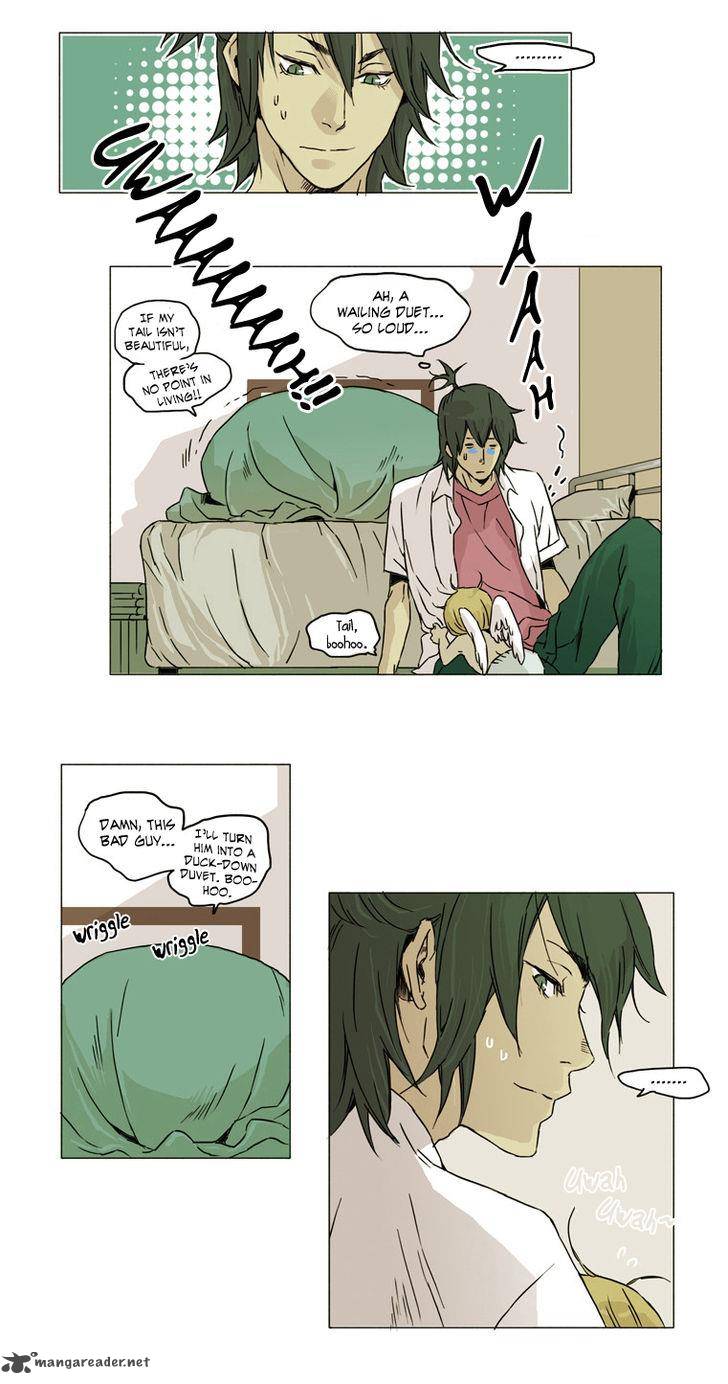 .........
UWAAAAAAAAH!!
WAAAH
IF MY
TAIL ISN'T
BEAUTIFUL,
THERE'S
NO POINT IN
LIVING!!
AH, A
WAILING DUET...
SO LOUD...
Tail,
boohoo.
DAMN, THIS
BAD GUY...
I'LL TURN
HIM INTO A
DUCK-DOWN
DUVET. BOO-
HOO.
wriggle
wriggle
........
Uwah
Uwah~
mangareader.net